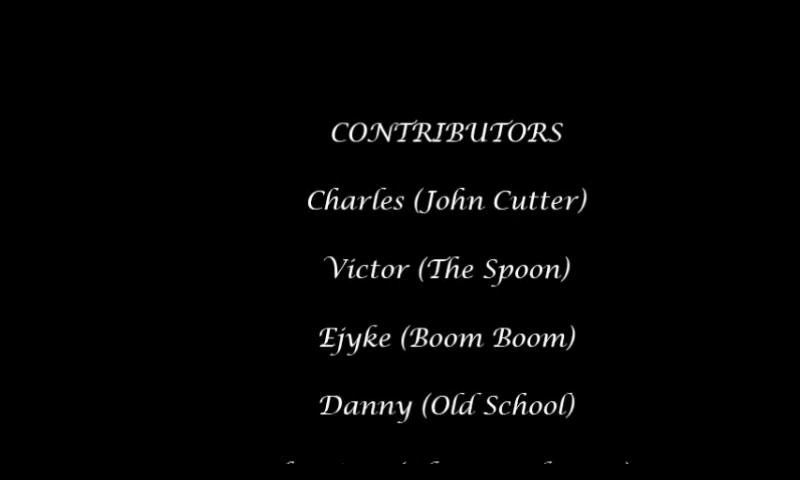 CONTRIBUTORS
Charles (John Cutter)
Victor (The Spoon)
Ejyke (Boom Boom)
Danny (Old School)